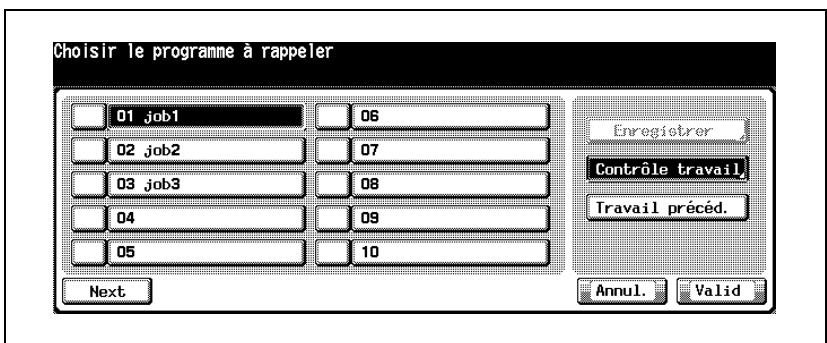 Choisir le programme à rappeler
01 job1
02 job2
03 job3
04
05
06
07
08
09
10
Enregistrer
Contrôle travail
Travail précéd.
Next
Annul.
Valid